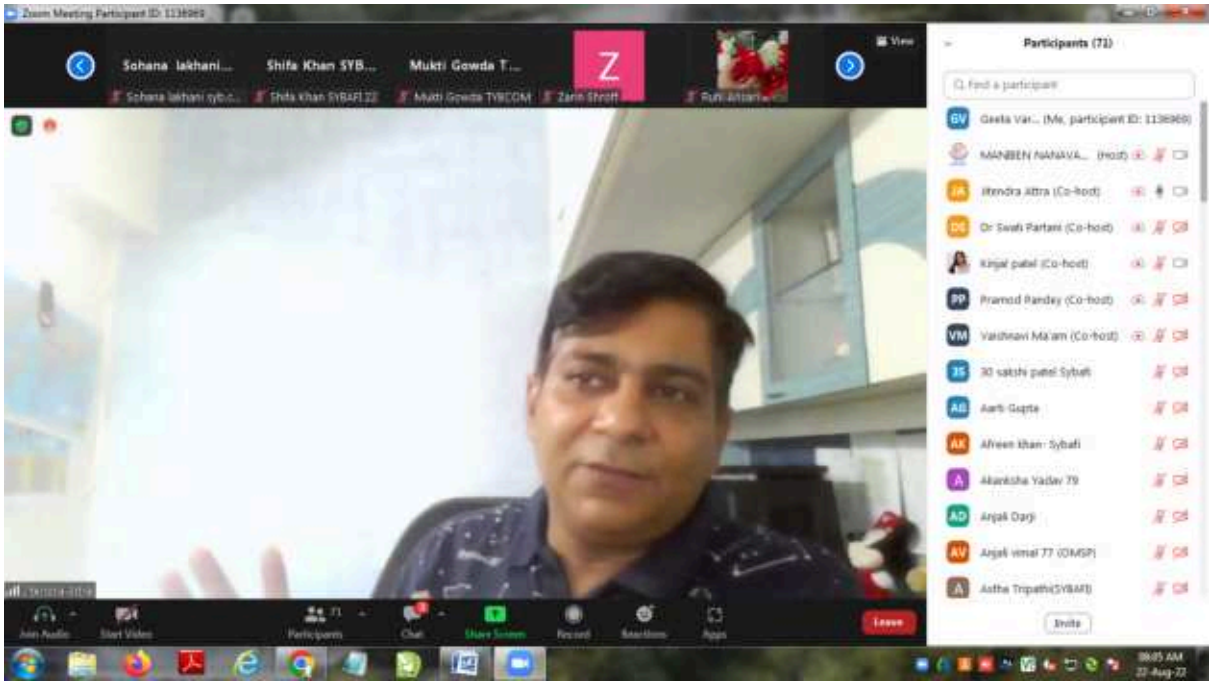 Zoom Meeting Participant ID: 1136969
Sohana lakhani...
Shifa Khan SYB...
Mukti Gowda T...
Z
View
Sohana lakhani syb.c...
Shifa Khan SYBAFI 22
Mukti Gowda TYBCOM
Zarin Shroff
Ruhi Ansari
Participants (71)
Find a participant
GV Geeta Var... (Me, participant ID: 1136969)
MANIBEN NANAVA... (Host)
JA Jitendra Attra (Co-host)
DS Dr Swati Partani (Co-host)
Kinjal patel (Co-host)
PP Pramod Pandey (Co-host)
VM Vaishnavi Ma'am (Co-host)
3S 30 sakshi patel Sybafi
AG Aarti Gupta
AK Afreen khan- Sybafi
A Akanksha Yadav 79
AD Anjali Darji
AV Anjali vimal 77 (OMSP)
A Astha Tripathi(SYBAFI)
Invite
Join Audio
Start Video
71
Participants
3
Chat
Share Screen
Record
Reactions
Apps
Leave
08:05 AM
22-Aug-22